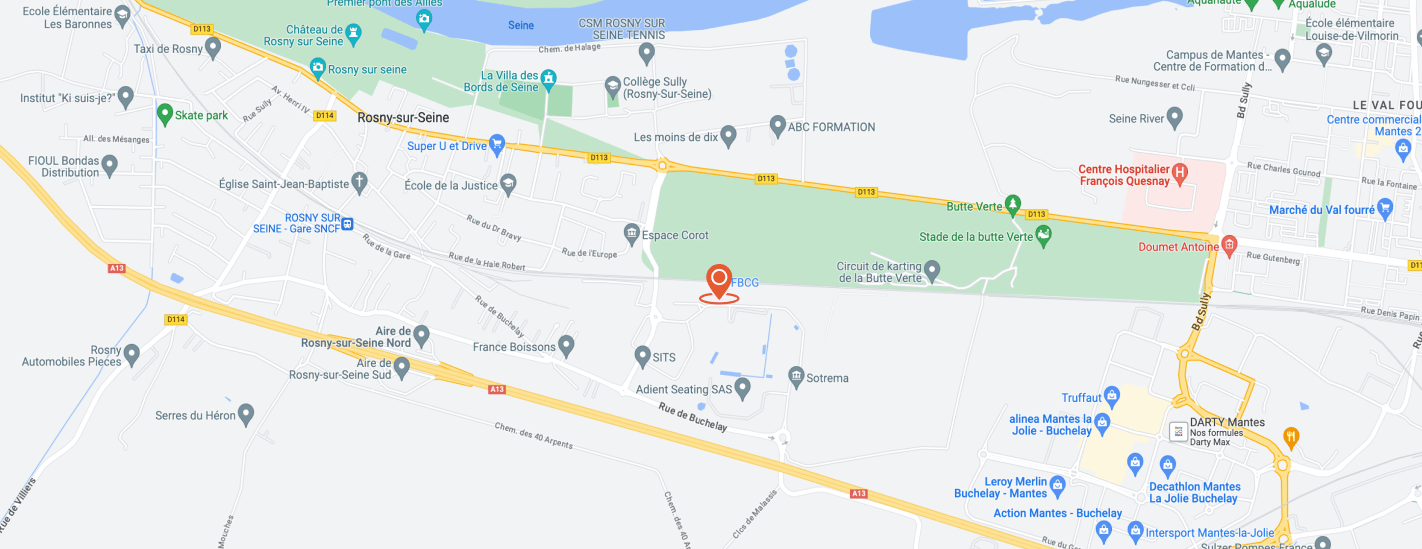 Ecole Élémentaire
Les Baronnes
D113
Premier pont des Alliés
Seine
CSM ROSNY SUR
SEINE TENNIS
Aquanaute
Aqualude
École élémentaire
Louise-de-Vilmorin
Château de
Rosny sur Seine
Taxi de Rosny
Chem. de Halage
Campus de Mantes -
Centre de Formation d...
Rosny sur seine
La Villa des
Bords de Seine
Collège Sully
(Rosny-Sur-Seine)
Rue Nungesser et Ccli
Bd Sully
Institut "Ki suis-je?"
Rue Sully
Av. Henri IV
LE VAL FOU
Skate park
D114
Rosny-sur-Seine
Les moins de dix
ABC FORMATION
Seine River
Centre commercial
Mantes 2
All. des Mésanges
Super U et Drive
D113
FIOUL Bondas
Distribution
D113
D113
Centre Hospitalier
François Quesnay
Rue Charles Gounod
Rue la Fontaine
Église Saint-Jean-Baptiste
École de la Justice
Butte Verte
D113
Marché du Val fourré
ROSNY SUR
SEINE - Gare SNCF
Rue du Dr Bravy
Espace Corot
Stade de la butte Verte
Doumet Antoine
Rue Gutenberg
Rue de la Gare
Rue de l'Europe
Rue de la Haie Robert
A13
Circuit de karting
de la Butte Verte
D11
FBCG
Rue de Buchelay
Bd Sully
Rue Denis Papin
D114
Aire de
Rosny-sur-Seine Nord
France Boissons
Rosny
Automobiles Pieces
SITS
Aire de
Rosny-sur-Seine Sud
A13
Adient Seating SAS
Sotrema
Truffaut
Serres du Héron
Rue de Buchelay
alinea Mantes la
Jolie - Buchelay
DARTY Mantes
Nos formules
Darty Max
Chem. des 40 Arpents
Rue de Villiers
A13
Leroy Merlin
Buchelay - Mantes
Decathlon Mantes
La Jolie Buchelay
Chem. des 40 Ar
Clcs de Malassis
Mouches
Action Mantes - Buchelay
Intersport Mantes-la-Jolie
Rue du
Sulzer Pompes France